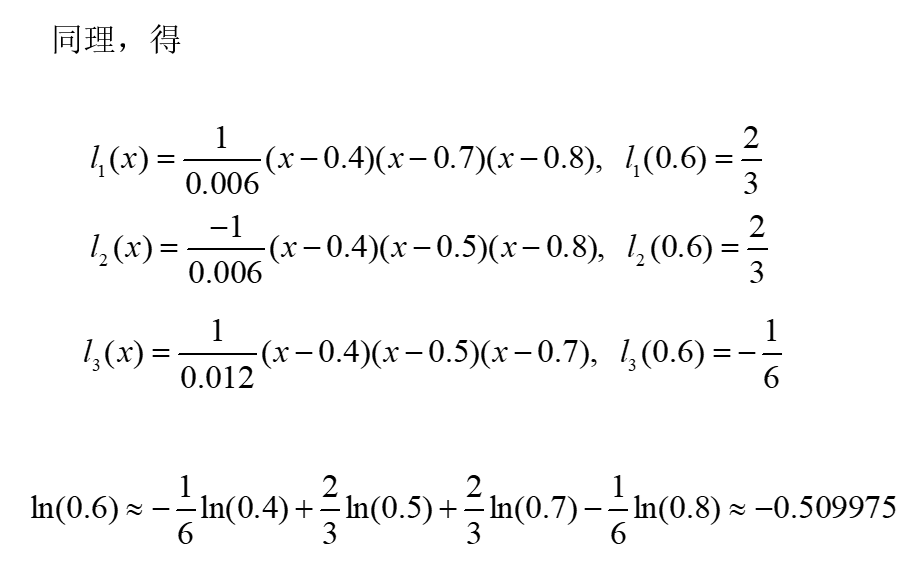 同理，得
l₁(x) = 1/0.006 (x−0.4)(x−0.7)(x−0.8), l₁(0.6) = 2/3
l₂(x) = −1/0.006 (x−0.4)(x−0.5)(x−0.8), l₂(0.6) = 2/3
l₃(x) = 1/0.012 (x−0.4)(x−0.5)(x−0.7), l₃(0.6) = −1/6
ln(0.6) ≈ −1/6 ln(0.4) + 2/3 ln(0.5) + 2/3 ln(0.7) − 1/6 ln(0.8) ≈ −0.509975